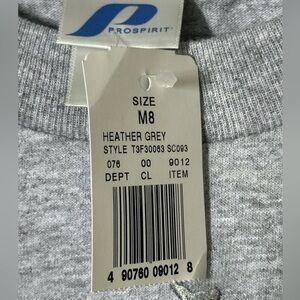 PROSPIRIT
SIZE
M8
HEATHER GREY
STYLE T3F30063 SC093
076 00 9012
DEPT CL ITEM
4 90760 09012 8